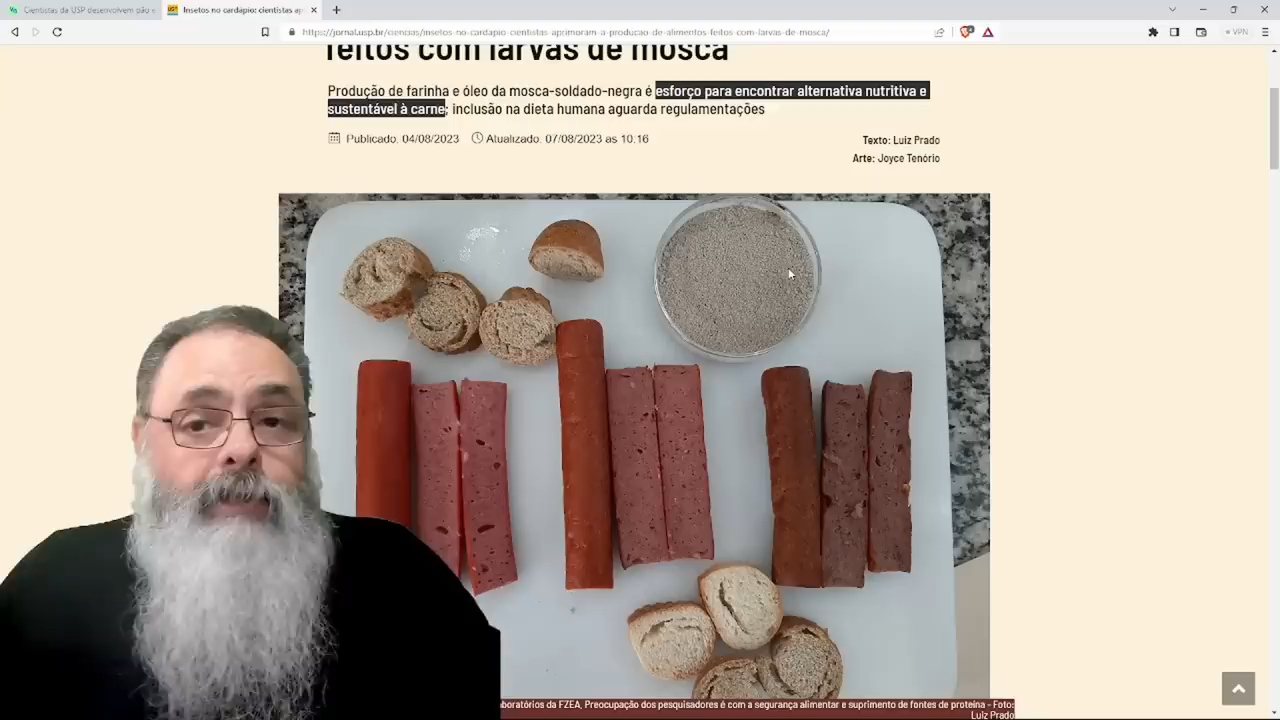 Cientistas da USP desenvolvem pão e
Insetos no cardápio: cientistas ap
https://jornal.usp.br/ciencias/insetos-no-cardapio-cientistas-aprimoram-a-producao-de-alimentos-feitos-com-larvas-de-mosca/
VPN
feitos com larvas de mosca
Produção de farinha e óleo da mosca-soldado-negra é esforço para encontrar alternativa nutritiva e
sustentável à carne; inclusão na dieta humana aguarda regulamentações
Publicado: 04/08/2023 Atualizado: 07/08/2023 as 10:16
Texto: Luiz Prado
Arte: Joyce Tenório
boratórios da FZEA, Preocupação dos pesquisadores é com a segurança alimentar e suprimento de fontes de proteína - Foto:
Luiz Prado